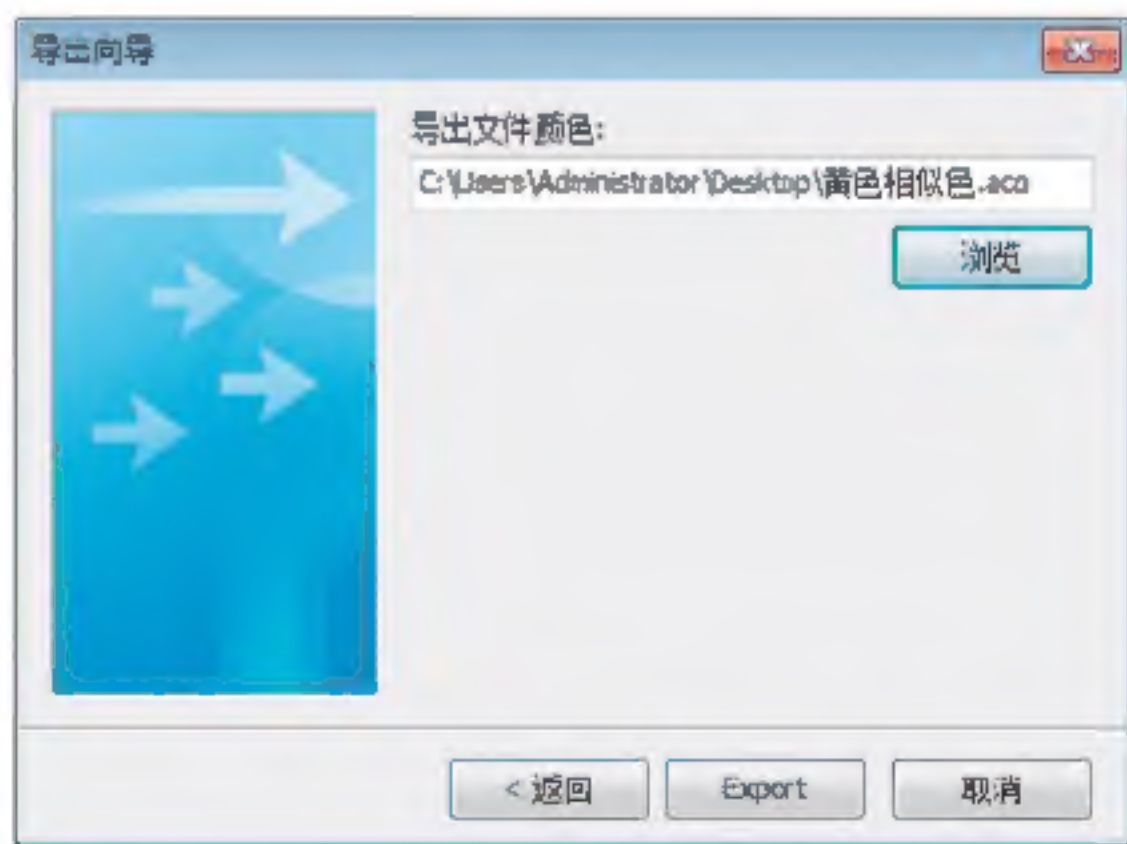 导出向导
导出文件颜色:
C:\Users\Administrator\Desktop\黄色相似色.aco
浏览
< 返回
Export
取消